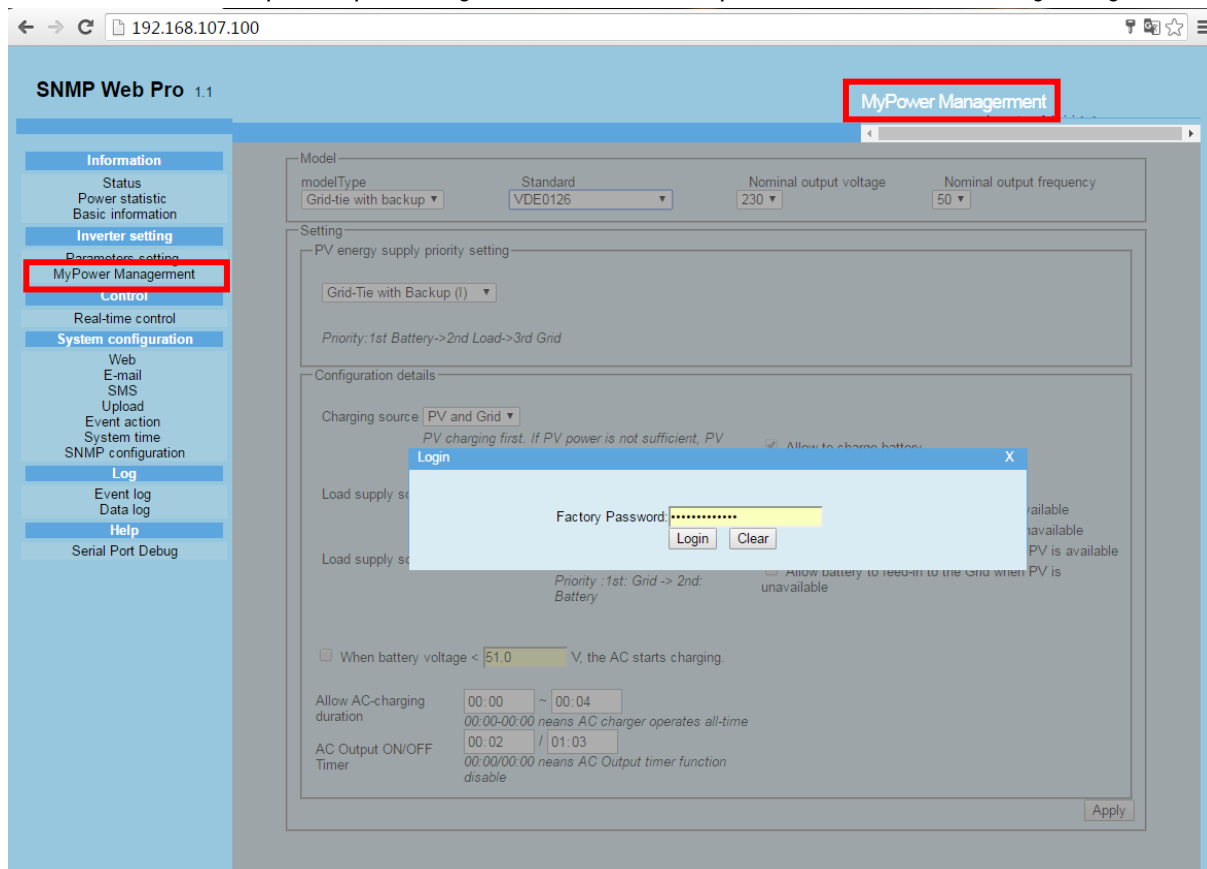 192.168.107.100
SNMP Web Pro 1.1
MyPower Managerment
Information
Status
Power statistic
Basic information
Inverter setting
Parameters setting
MyPower Managerment
Control
Real-time control
System configuration
Web
E-mail
SMS
Upload
Event action
System time
SNMP configuration
Log
Event log
Data log
Help
Serial Port Debug
Model
modelType Standard Nominal output voltage Nominal output frequency
Grid-tie with backup VDE0126 230 50
Setting
PV energy supply priority setting
Grid-Tie with Backup (I)
Priority:1st Battery->2nd Load->3rd Grid
Configuration details
Charging source PV and Grid
PV charging first. If PV power is not sufficient, PV
Allow to charge battery
Login X
Factory Password:
Login Clear
Load supply
Load supply
PV is available
Priority :1st: Grid -> 2nd:
Battery
Allow battery to feed-in to the Grid when PV is
unavailable
When battery voltage < 51.0 V, the AC starts charging.
Allow AC-charging
duration
00:00 ~ 00:04
00:00-00:00 neans AC charger operates all-time
AC Output ON/OFF
Timer
00:02 / 01:03
00:00/00:00 neans AC Output timer function
disable
Apply